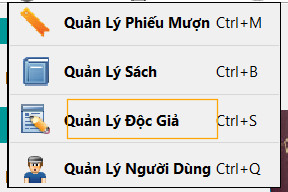 Quản Lý Phiếu Mượn Ctrl+M
Quản Lý Sách Ctrl+B
Quản Lý Độc Giả Ctrl+S
Quản Lý Người Dùng Ctrl+Q